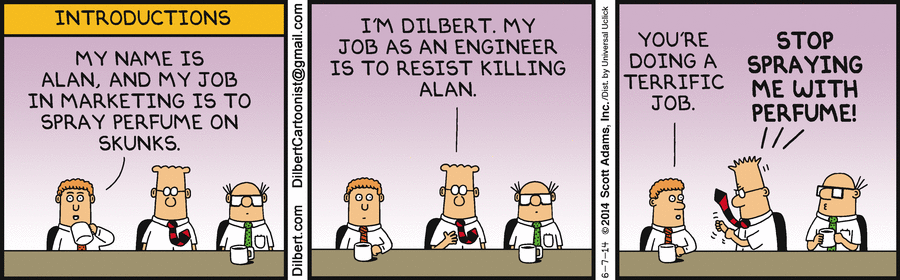 INTRODUCTIONS
MY NAME IS
ALAN, AND MY JOB
IN MARKETING IS TO
SPRAY PERFUME ON
SKUNKS.
Dilbert.com DilbertCartoonist@gmail.com
I'M DILBERT. MY
JOB AS AN ENGINEER
IS TO RESIST KILLING
ALAN.
6-7-14 ©2014 Scott Adams, Inc./Dist. by Universal Uclick
YOU'RE
DOING A
TERRIFIC
JOB.
STOP
SPRAYING
ME WITH
PERFUME!